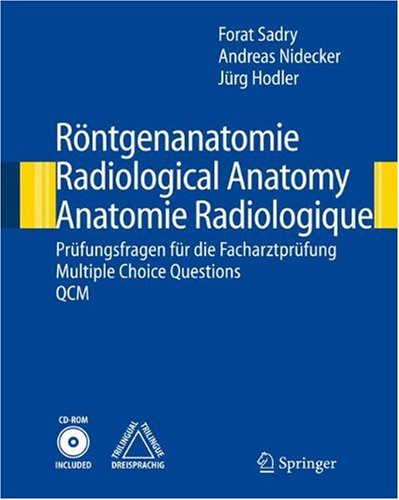 Forat Sadry
Andreas Nidecker
Jürg Hodler
Röntgenanatomie
Radiological Anatomy
Anatomie Radiologique
Prüfungsfragen für die Facharztprüfung
Multiple Choice Questions
QCM
CD-ROM
INCLUDED
TRILINGUAL
TRILINGUE
DREISPRACHIG
Springer